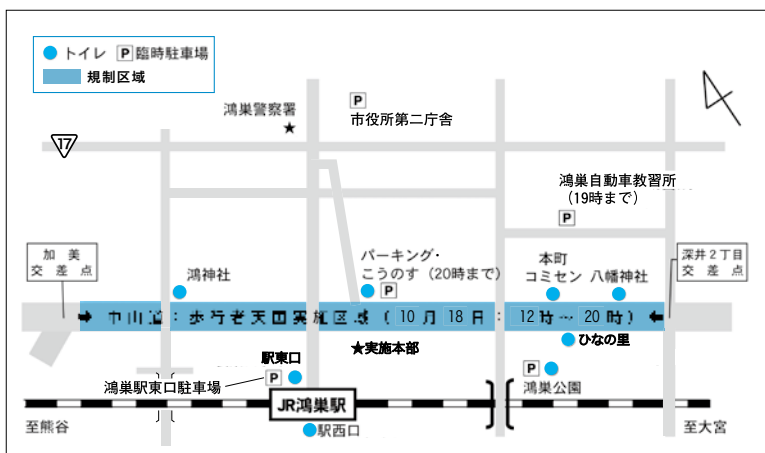 トイレ P 臨時駐車場
規制区域
鴻巣警察署
★
P
市役所第二庁舎
17
鴻巣自動車教習所
(19時まで)
P
加美
交差点
鴻神社
パーキング・
こうのす(20時まで)
P
本町
コミセン 八幡神社
深井2丁目
交差点
中山道:歩行者天国実施区域(10月18日:12時~20時)
★実施本部
ひなの里
駅東口
P
鴻巣駅東口駐車場
P
鴻巣公園
JR鴻巣駅
至熊谷
駅西口
至大宮